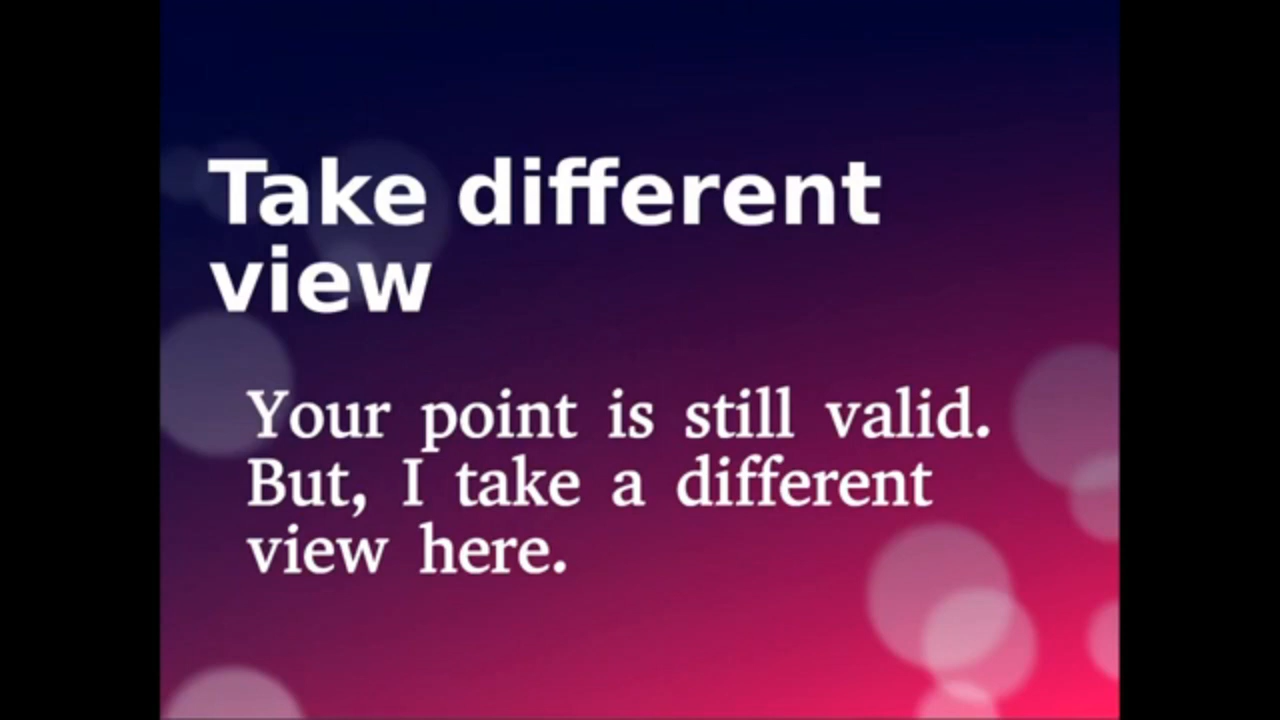 Take different
view
Your point is still valid.
But, I take a different
view here.